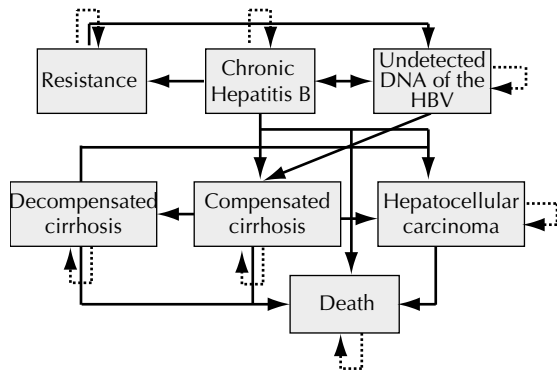 Resistance
Chronic
Hepatitis B
Undetected
DNA of the
HBV
Decompensated
cirrhosis
Compensated
cirrhosis
Hepatocellular
carcinoma
Death